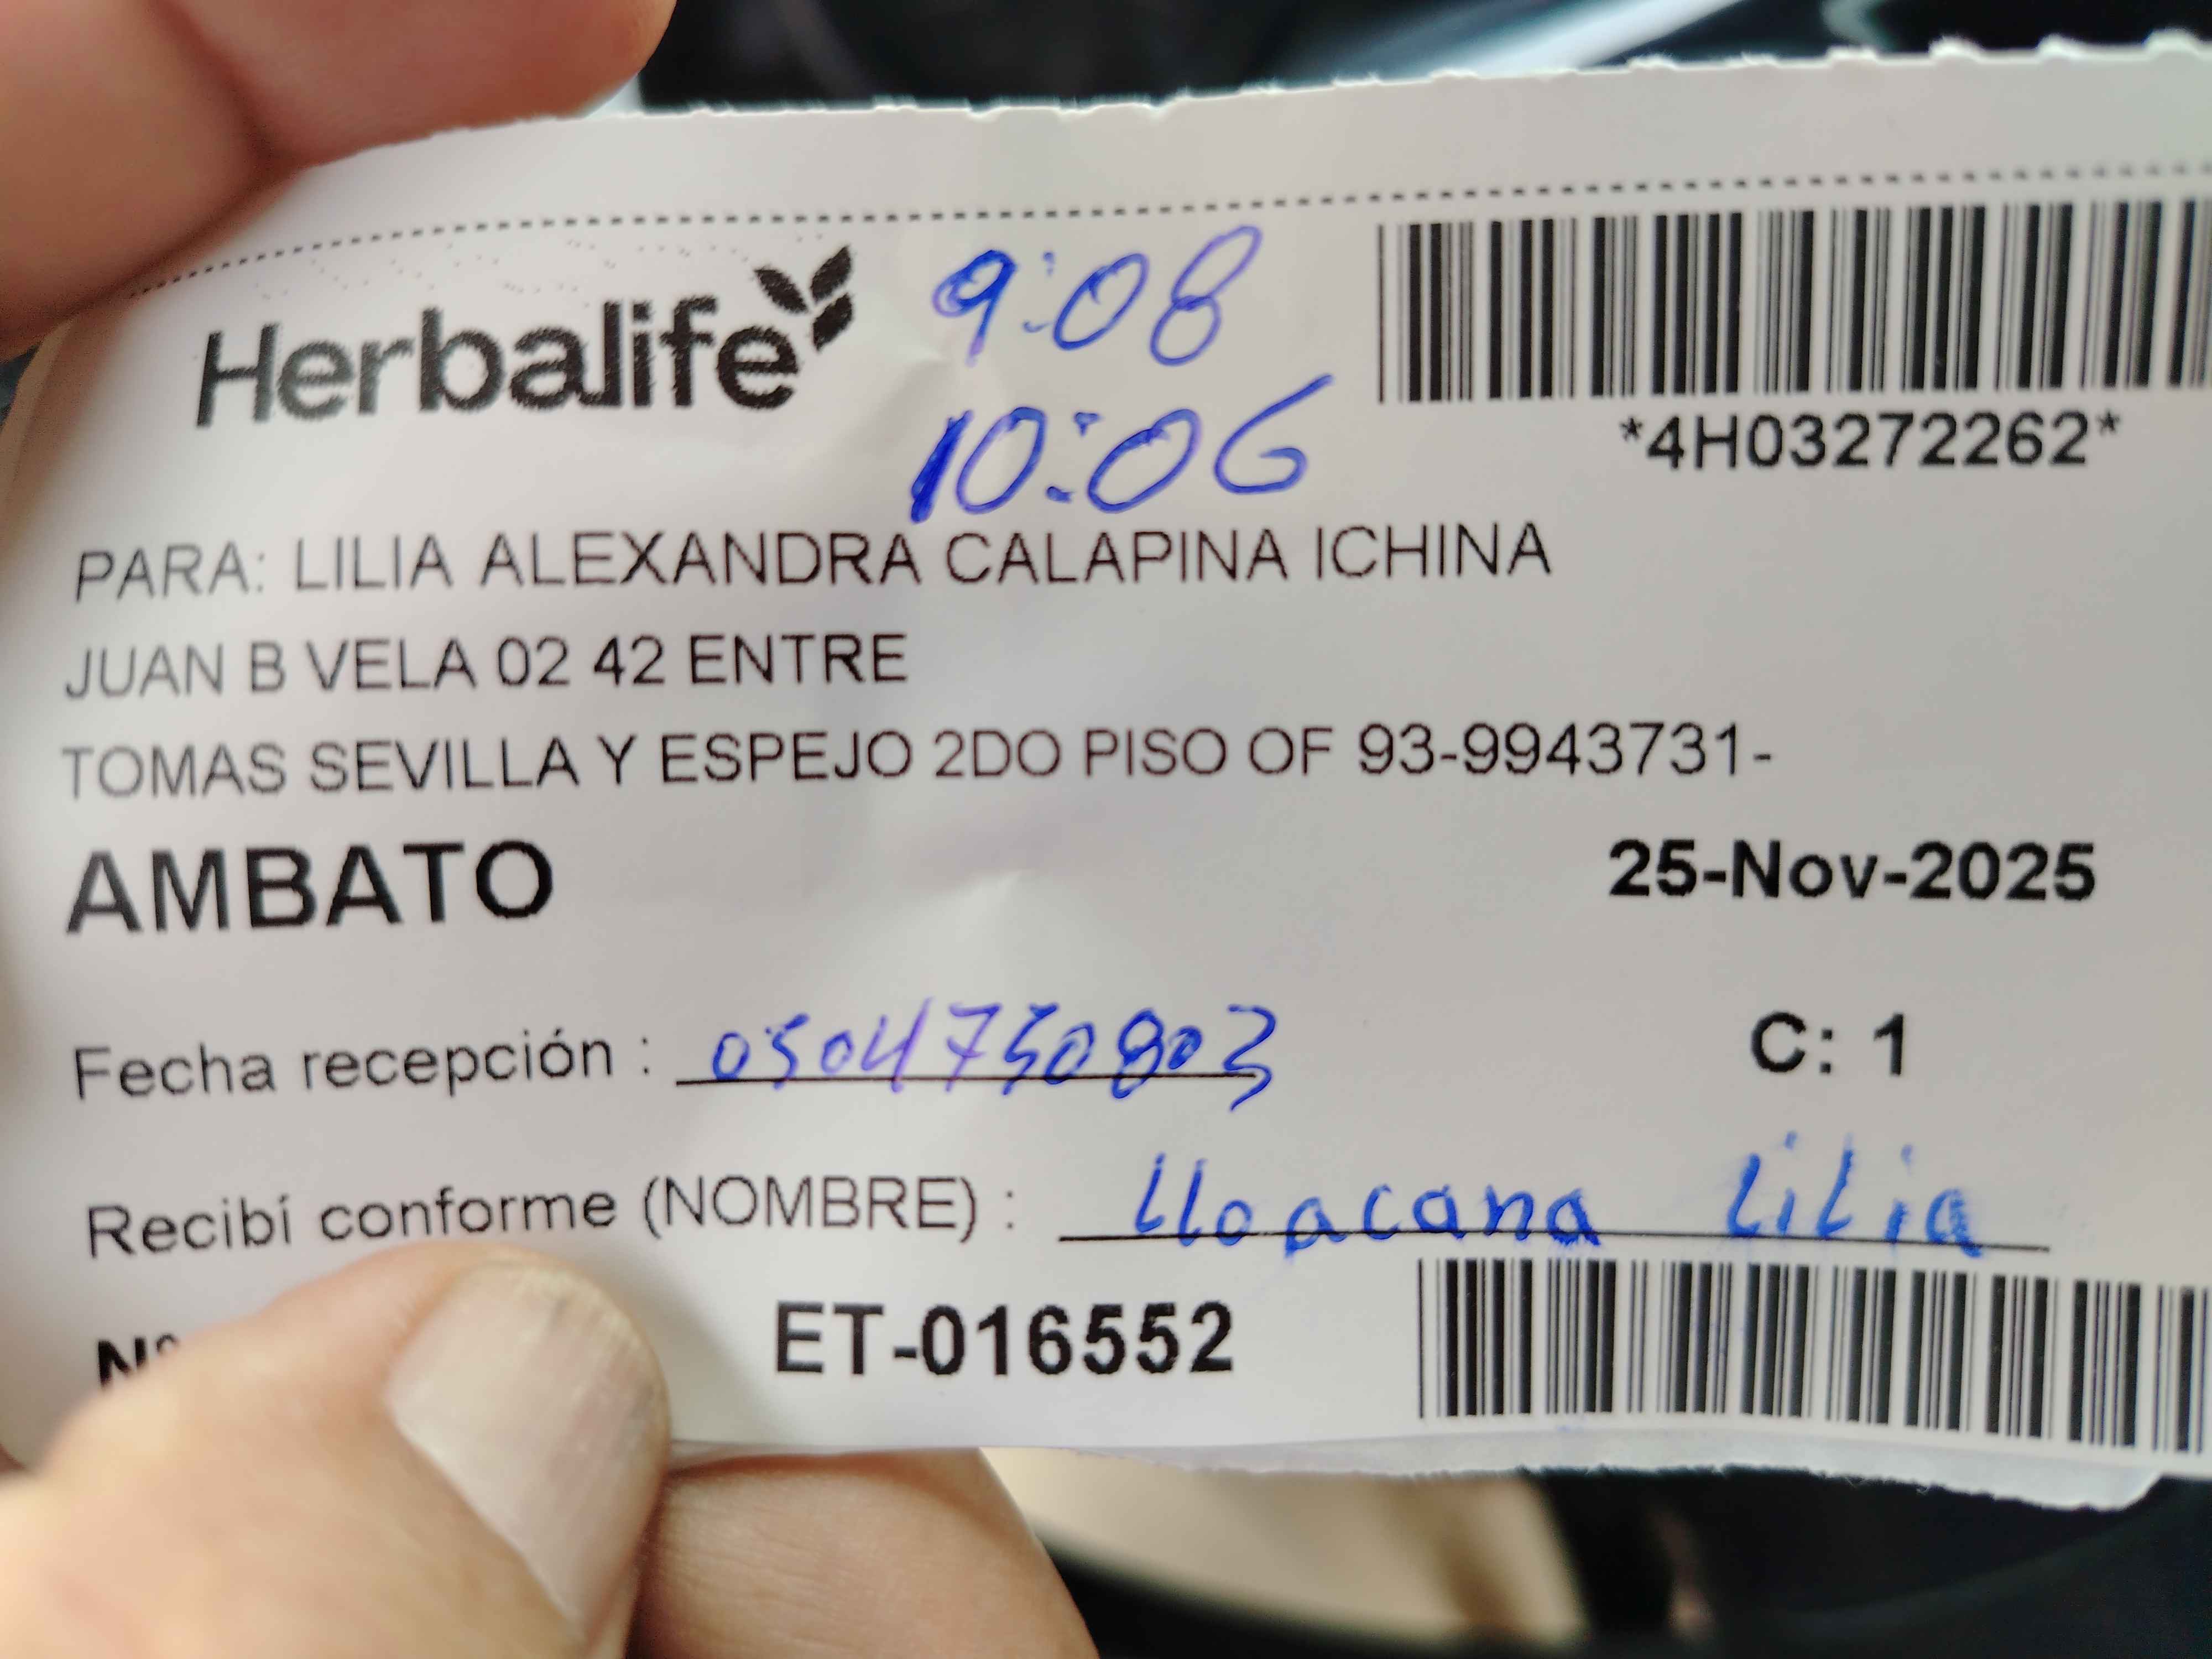 Herbalife
9:08
10:06
*4H03272262*
PARA: LILIA ALEXANDRA CALAPINA ICHINA
JUAN B VELA 02 42 ENTRE
TOMAS SEVILLA Y ESPEJO 2DO PISO OF 93-9943731-
AMBATO
25-Nov-2025
Fecha recepción : 0504750803
C: 1
Recibí conforme (NOMBRE) : Lloacana Lilia
Nº
ET-016552